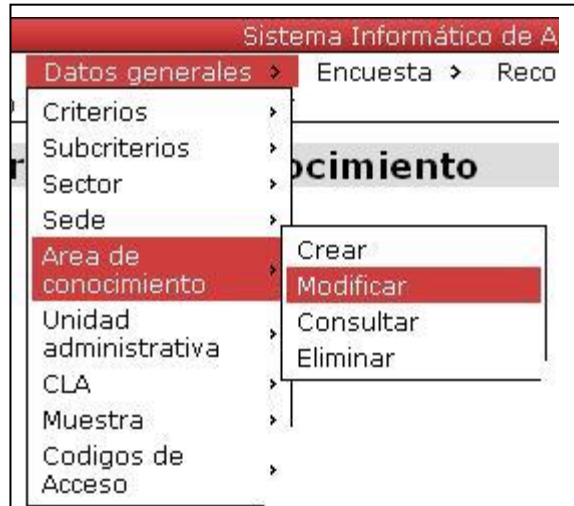 Sistema Informático de A
Datos generales Encuesta Reco
Criterios
Subcriterios
ocimiento
Sector
Sede
Area de
conocimiento
Crear
Modificar
Consultar
Eliminar
Unidad
administrativa
CLA
Muestra
Codigos de
Acceso